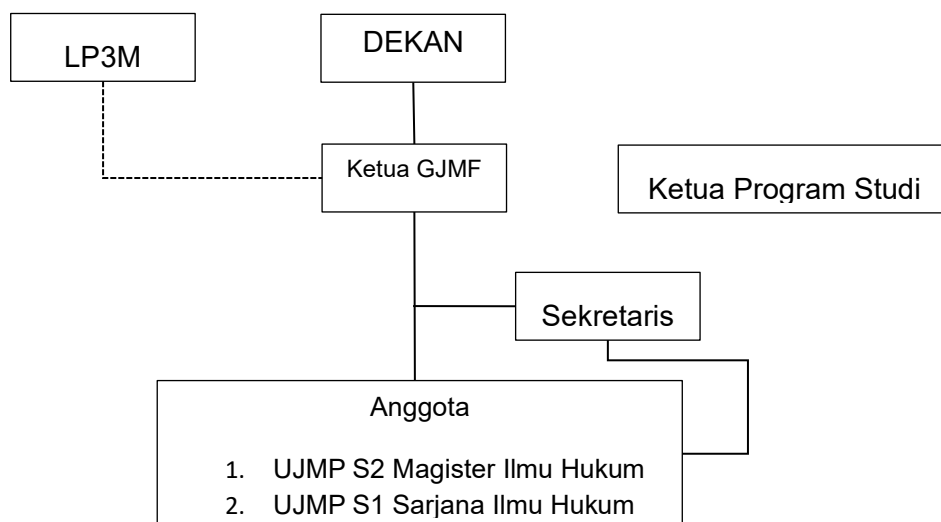 LP3M
DEKAN
Ketua GJMF
Ketua Program Studi
Sekretaris
Anggota
1. UJMP S2 Magister Ilmu Hukum
2. UJMP S1 Sarjana Ilmu Hukum